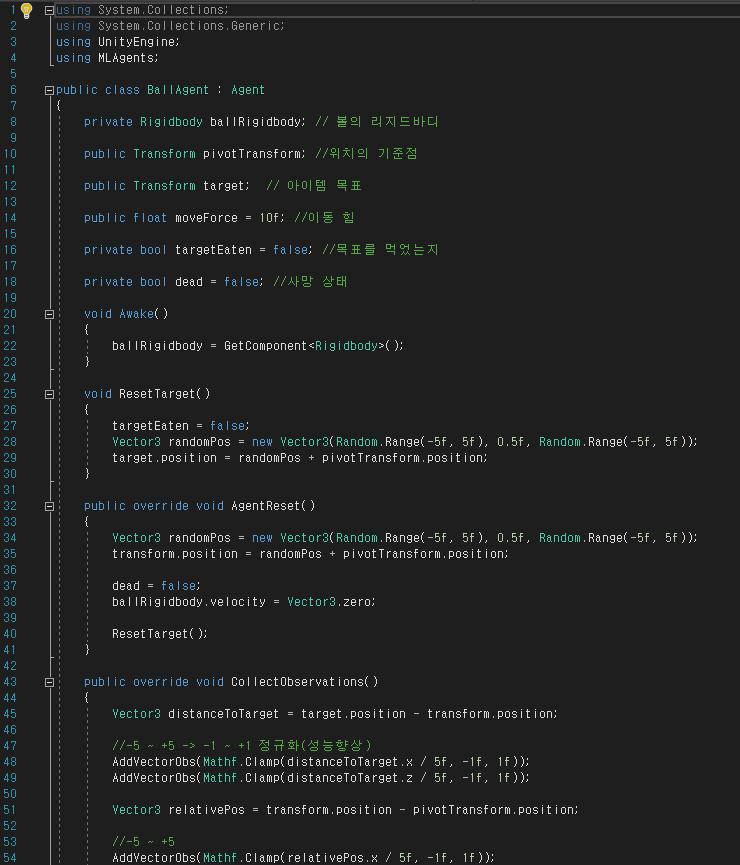 1 using System.Collections;
2 using System.Collections.Generic;
3 using UnityEngine;
4 using MLAgents;
5
6 public class BallAgent : Agent
7 {
8 private Rigidbody ballRigidbody; // 볼의 리지드바디
9
10 public Transform pivotTransform; //위치의 기준점
11
12 public Transform target; // 아이템 목표
13
14 public float moveForce = 10f; //이동 힘
15
16 private bool targetEaten = false; //목표를 먹었는지
17
18 private bool dead = false; //사망 상태
19
20 void Awake()
21 {
22 ballRigidbody = GetComponent<Rigidbody>();
23 }
24
25 void ResetTarget()
26 {
27 targetEaten = false;
28 Vector3 randomPos = new Vector3(Random.Range(-5f, 5f), 0.5f, Random.Range(-5f, 5f));
29 target.position = randomPos + pivotTransform.position;
30 }
31
32 public override void AgentReset()
33 {
34 Vector3 randomPos = new Vector3(Random.Range(-5f, 5f), 0.5f, Random.Range(-5f, 5f));
35 transform.position = randomPos + pivotTransform.position;
36
37 dead = false;
38 ballRigidbody.velocity = Vector3.zero;
39
40 ResetTarget();
41 }
42
43 public override void CollectObservations()
44 {
45 Vector3 distanceToTarget = target.position - transform.position;
46
47 //-5 ~ +5 -> -1 ~ +1 정규화(성능향상)
48 AddVectorObs(Mathf.Clamp(distanceToTarget.x / 5f, -1f, 1f));
49 AddVectorObs(Mathf.Clamp(distanceToTarget.z / 5f, -1f, 1f));
50
51 Vector3 relativePos = transform.position - pivotTransform.position;
52
53 //-5 ~ +5
54 AddVectorObs(Mathf.Clamp(relativePos.x / 5f, -1f, 1f));